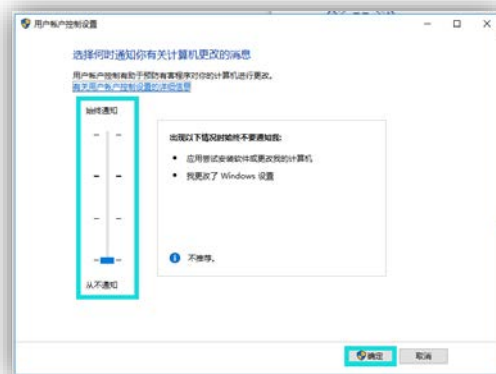 用户帐户控制设置
选择何时通知你有关计算机更改的消息
用户帐户控制有助于预防有害程序对你的计算机进行更改。
有关用户帐户控制设置的详细信息
始终通知
出现以下情况时始终不要通知我:
• 应用尝试安装软件或更改我的计算机
• 我更改了 Windows 设置
不推荐。
从不通知
确定
取消